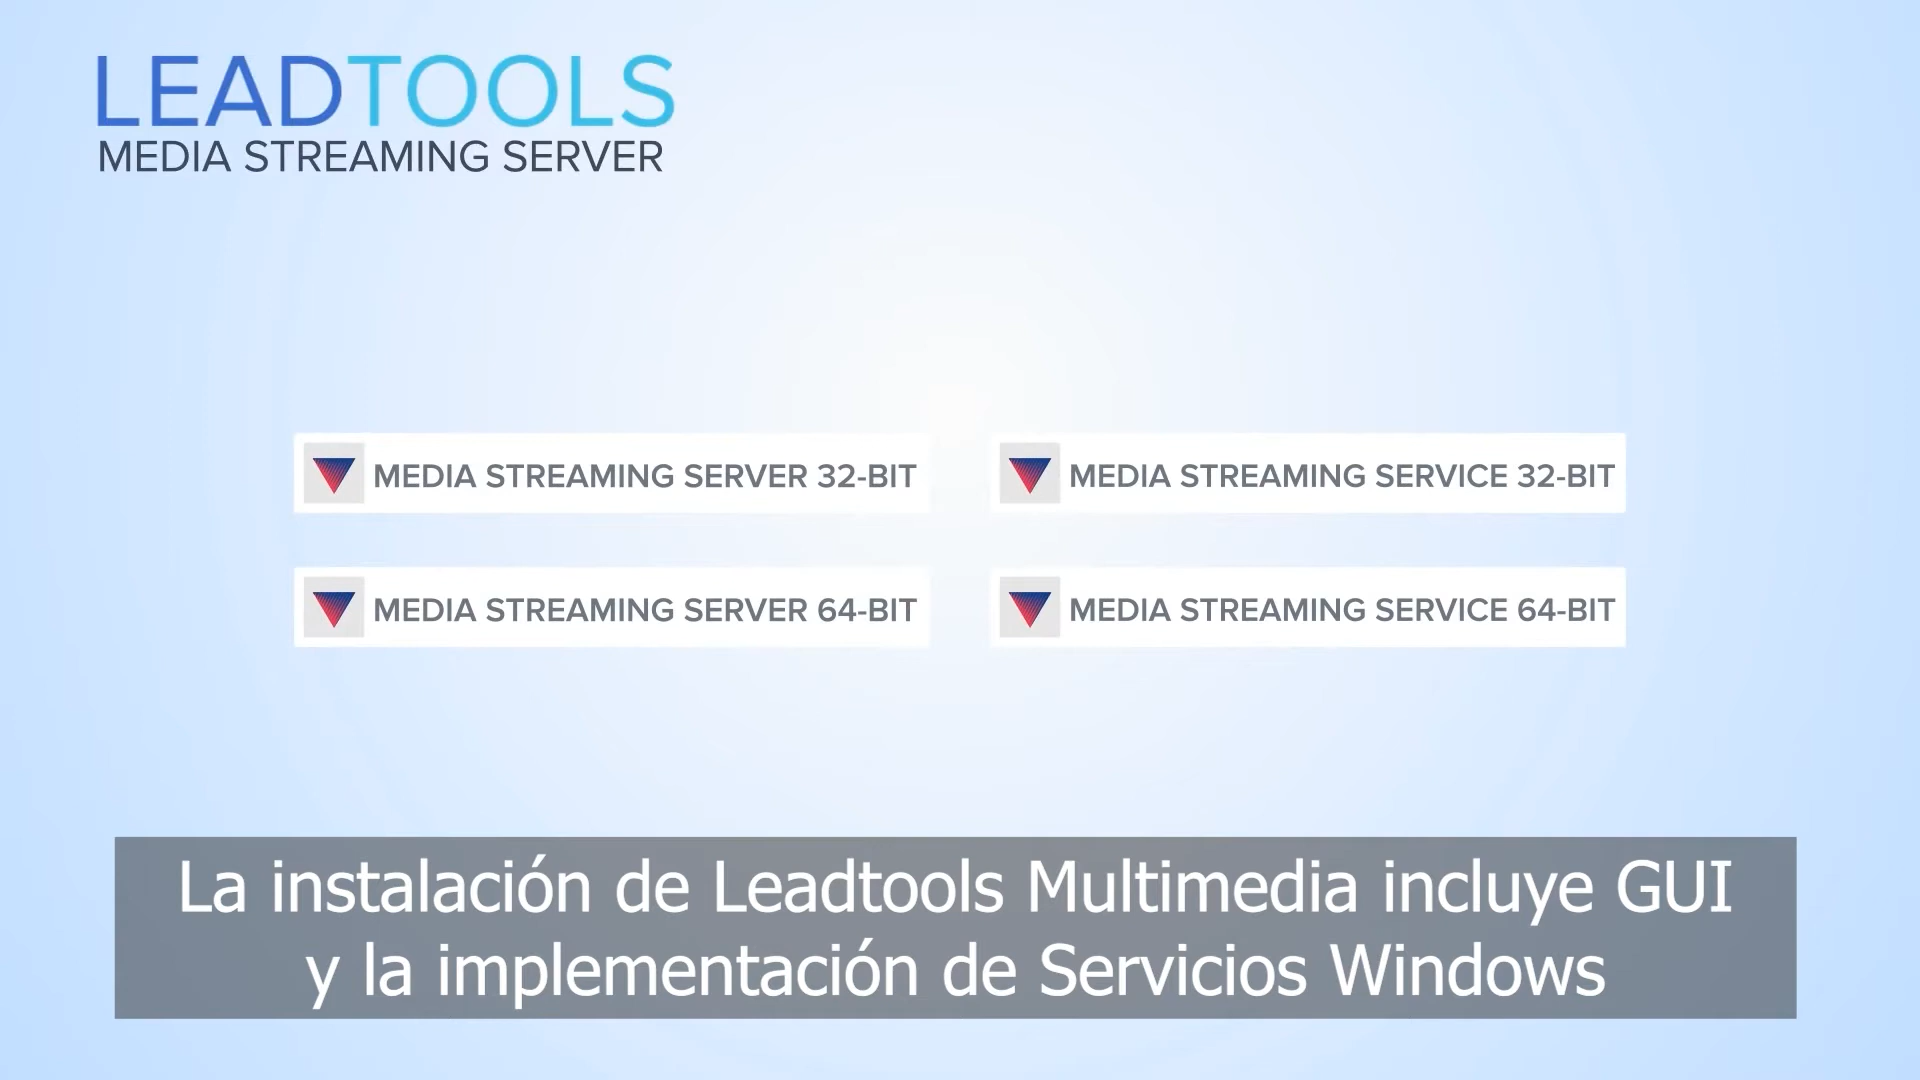 LEADTOOLS
MEDIA STREAMING SERVER
MEDIA STREAMING SERVER 32-BIT
MEDIA STREAMING SERVICE 32-BIT
MEDIA STREAMING SERVER 64-BIT
MEDIA STREAMING SERVICE 64-BIT
La instalación de Leadtools Multimedia incluye GUI
y la implementación de Servicios Windows